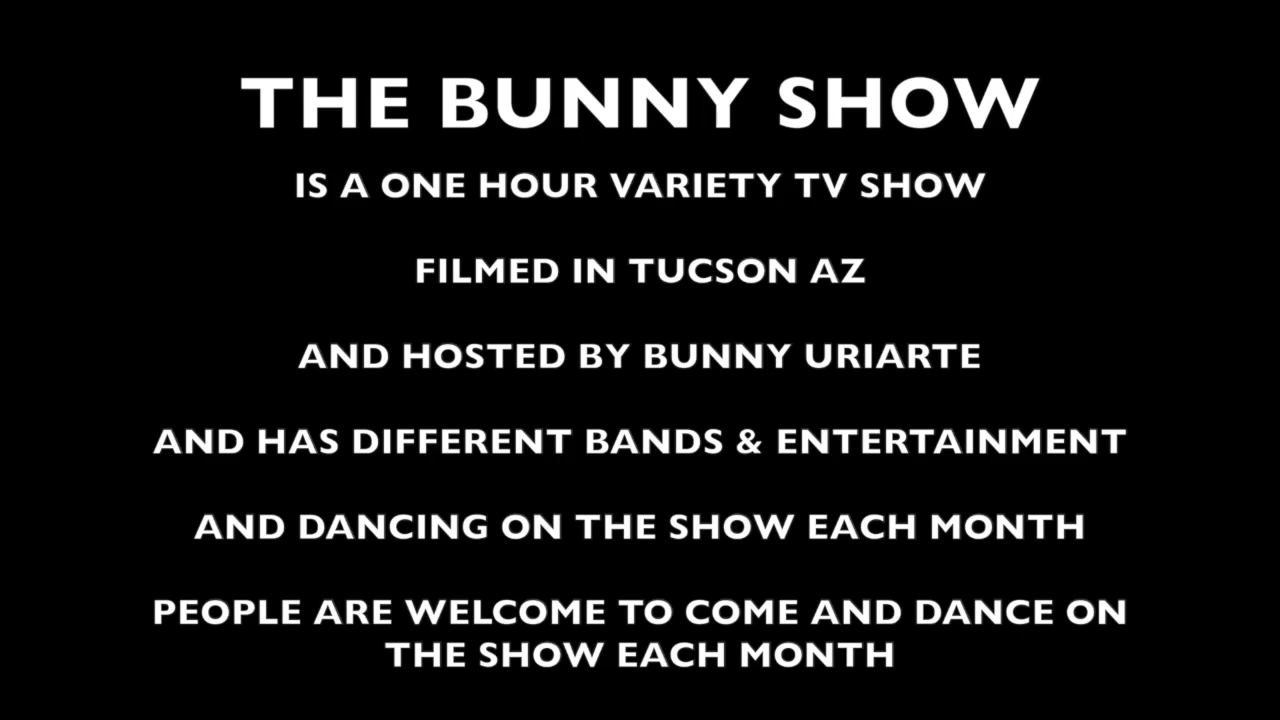 THE BUNNY SHOW
IS A ONE HOUR VARIETY TV SHOW
FILMED IN TUCSON AZ
AND HOSTED BY BUNNY URIARTE
AND HAS DIFFERENT BANDS & ENTERTAINMENT
AND DANCING ON THE SHOW EACH MONTH
PEOPLE ARE WELCOME TO COME AND DANCE ON
THE SHOW EACH MONTH